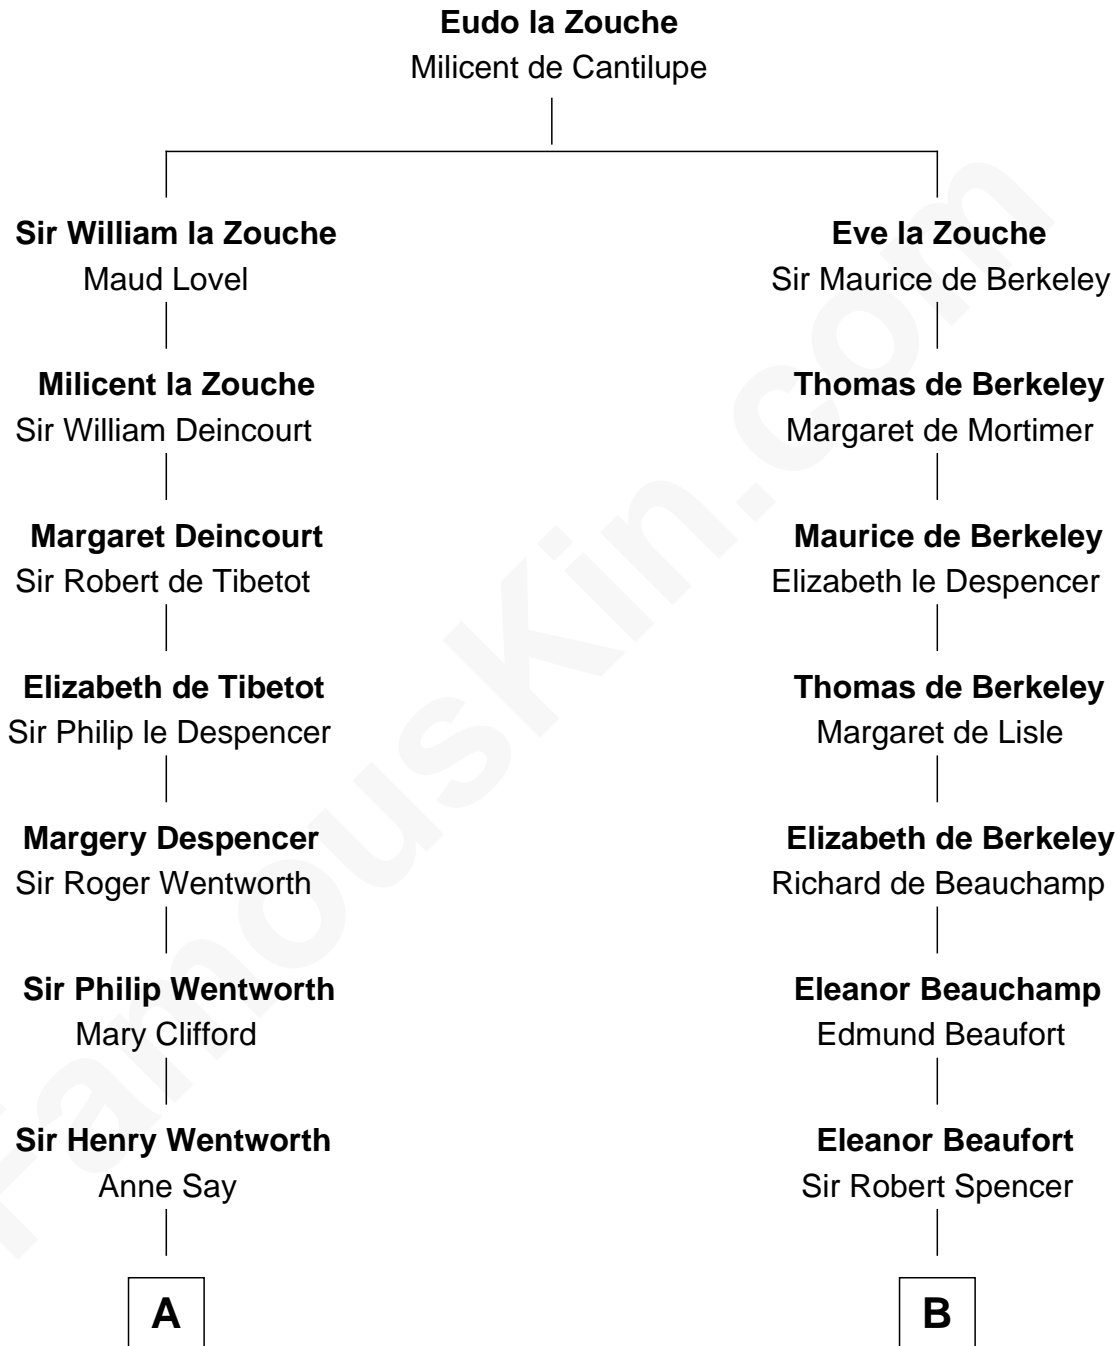 Eudo la Zouche
Milicent de Cantilupe
Sir William la Zouche
Maud Lovel
Eve la Zouche
Sir Maurice de Berkeley
Milicent la Zouche
Sir William Deincourt
Thomas de Berkeley
Margaret de Mortimer
Margaret Deincourt
Sir Robert de Tibetot
Maurice de Berkeley
Elizabeth le Despencer
Elizabeth de Tibetot
Sir Philip le Despencer
Thomas de Berkeley
Margaret de Lisle
Margery Despencer
Sir Roger Wentworth
Elizabeth de Berkeley
Richard de Beauchamp
Sir Philip Wentworth
Mary Clifford
Eleanor Beauchamp
Edmund Beaufort
Sir Henry Wentworth
Anne Say
Eleanor Beaufort
Sir Robert Spencer
A
B
FamousKin.com